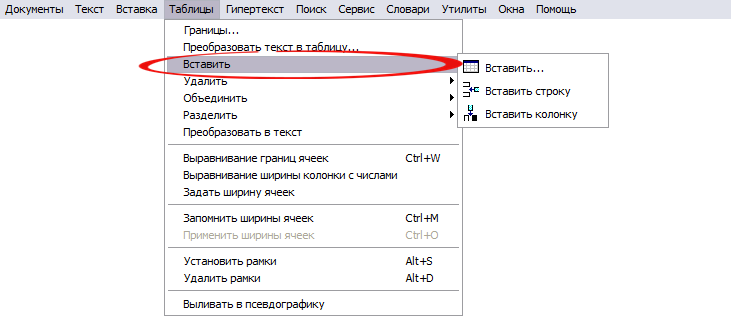 Документы Текст Вставка Таблицы Гипертекст Поиск Сервис Словари Утилиты Окна Помощь
Границы...
Преобразовать текст в таблицу...
Вставить
Удалить
Объединить
Разделить
Преобразовать в текст
Выравнивание границ ячеек Ctrl+W
Выравнивание ширины колонки с числами
Задать ширину ячеек
Запомнить ширины ячеек Ctrl+M
Применить ширины ячеек Ctrl+O
Установить рамки Alt+S
Удалить рамки Alt+D
Выливать в псевдографику
Вставить...
Вставить строку
Вставить колонку